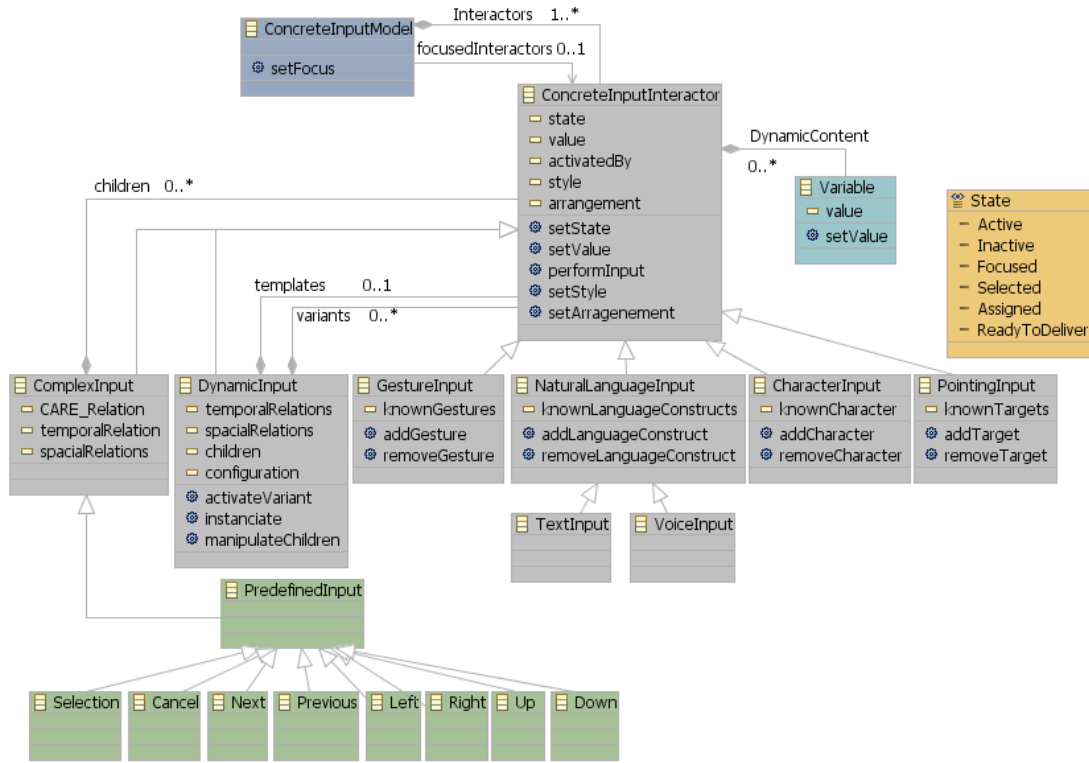 ConcreteInputModel
setFocus
Interactors 1..*
focusedInteractors 0..1
ConcreteInputInteractor
state
value
activatedBy
style
arrangement
setState
setValue
performInput
setStyle
setArragenement
DynamicContent
0..*
Variable
value
setValue
State
Active
Inactive
Focused
Selected
Assigned
ReadyToDeliver
children 0..*
templates 0..1
variants 0..*
ComplexInput
CARE_Relation
temporalRelation
spacialRelations
DynamicInput
temporalRelations
spacialRelations
children
configuration
activateVariant
instanciate
manipulateChildren
GestureInput
knownGestures
addGesture
removeGesture
NaturalLanguageInput
knownLanguageConstructs
addLanguageConstruct
removeLanguageConstruct
CharacterInput
knownCharacter
addCharacter
removeCharacter
PointingInput
knownTargets
addTarget
removeTarget
TextInput
VoiceInput
PredefinedInput
Selection
Cancel
Next
Previous
Left
Right
Up
Down